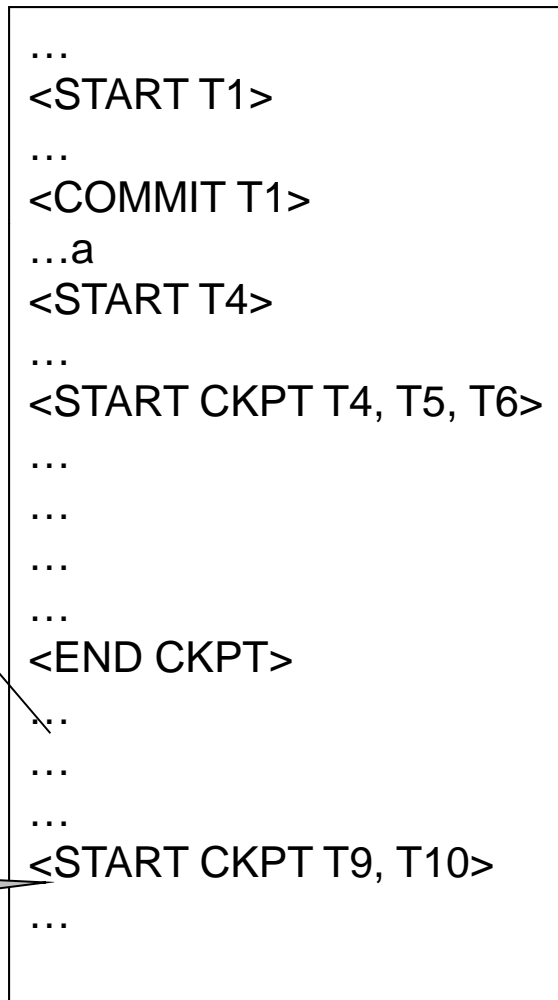 …
<START T1>
…
<COMMIT T1>
…a
<START T4>
…
<START CKPT T4, T5, T6>
…
…
…
…
<END CKPT>
…
…
…
<START CKPT T9, T10>
…